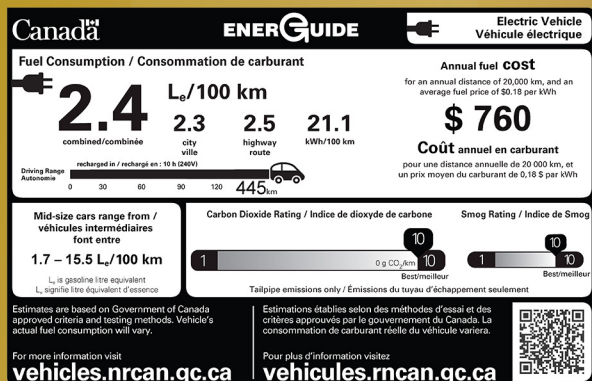 Canada
ENERGUIDE
Electric Vehicle
Véhicule électrique
Fuel Consumption / Consommation de carburant
2.4
combined/combinée
Le/100 km
2.3
city
ville
2.5
highway
route
21.1
kWh/100 km
recharged in / rechargé en : 10 h (240V)
Driving Range
Autonomie
0 30 60 90 120 445km
Annual fuel cost
for an annual distance of 20,000 km, and an
average fuel price of $0.18 per kWh
$ 760
Coût annuel en carburant
pour une distance annuelle de 20 000 km, et
un prix moyen du carburant de 0,18 $ par kWh
Mid-size cars range from /
véhicules intermédiaires
font entre
1.7 – 15.5 Le/100 km
Le is gasoline litre equivalent
Le signifie litre équivalent d'essence
Carbon Dioxide Rating / Indice de dioxyde de carbone
10
1 0 g CO2/km 10
Best/meilleur
Smog Rating / Indice de Smog
10
1 10
Best/meilleur
Tailpipe emissions only / Émissions du tuyau d'échappement seulement
Estimates are based on Government of Canada
approved criteria and testing methods. Vehicle's
actual fuel consumption will vary.
For more information visit
vehicles.nrcan.gc.ca
Estimations établies selon des méthodes d'essai et des
critères approuvés par le gouvernement du Canada. La
consommation de carburant réelle du véhicule variera.
Pour plus d'information visitez
vehicules.nrcan.gc.ca